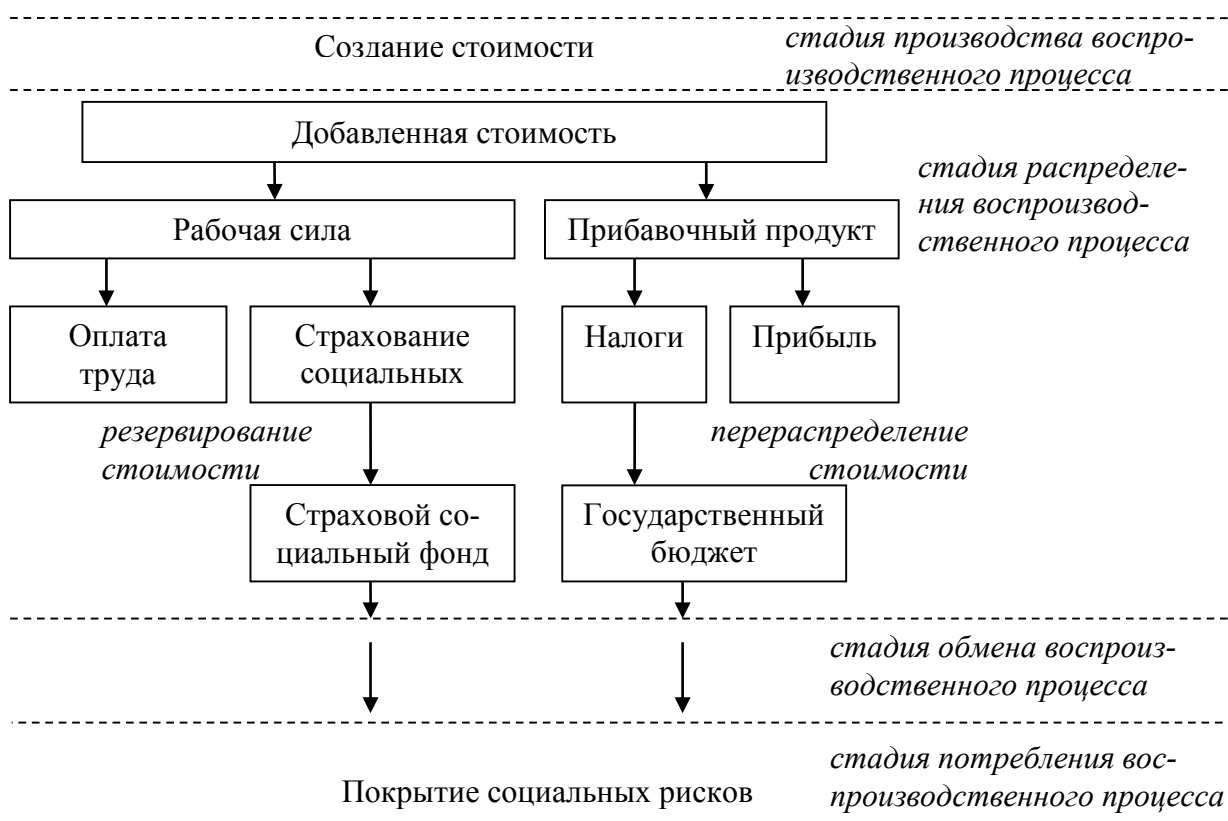 Создание стоимости
стадия производства воспро-
изводственного процесса
Добавленная стоимость
стадия распределе-
ния воспроизвод-
ственного процесса
Рабочая сила
Прибавочный продукт
Оплата
труда
Страхование
социальных
Налоги
Прибыль
резервирование
стоимости
перераспределение
стоимости
Страховой со-
циальный фонд
Государственный
бюджет
стадия обмена воспроиз-
водственного процесса
Покрытие социальных рисков
стадия потребления вос-
производственного процесса